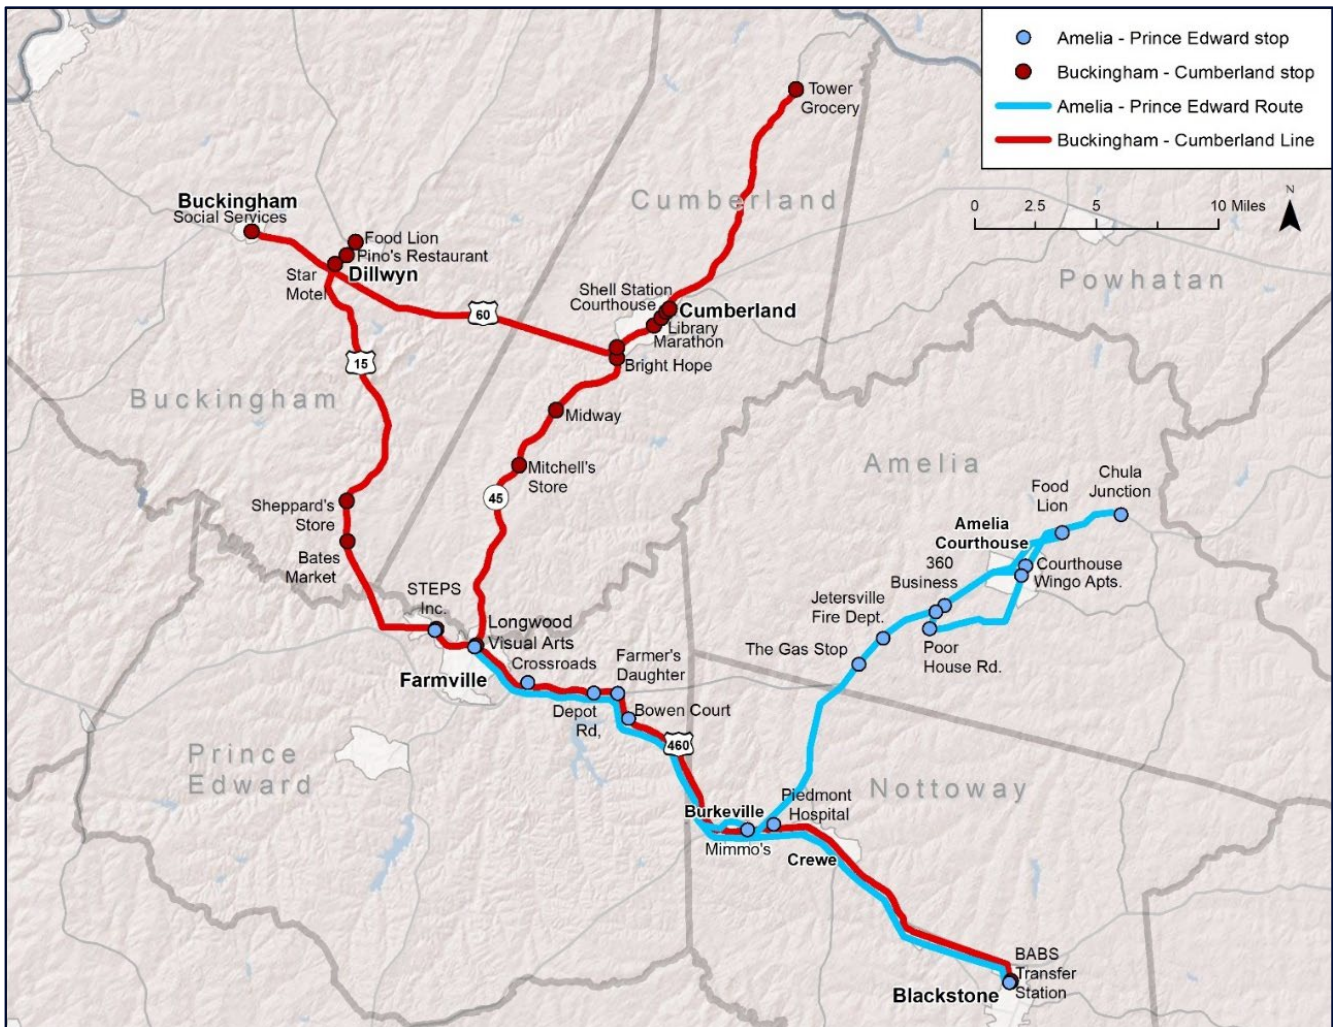 Amelia - Prince Edward stop
Buckingham - Cumberland stop
Amelia - Prince Edward Route
Buckingham - Cumberland Line
0 2.5 5 10 Miles
N
Tower
Grocery
Cumberland
Powhatan
Buckingham
Social Services
Food Lion
Pino's Restaurant
Star
Motel
Dillwyn
60
Shell Station
Courthouse
Cumberland
Library
Marathon
Bright Hope
15
Buckingham
Midway
Mitchell's
Store
45
Sheppard's
Store
Bates
Market
Amelia
Chula
Junction
Food
Lion
Amelia
Courthouse
Courthouse
Wingo Apts.
360
Business
Jetersville
Fire Dept.
Poor
House Rd.
The Gas Stop
STEPS
Inc.
Longwood
Visual Arts
Crossroads
Farmville
Farmer's
Daughter
Depot
Rd,
Bowen Court
460
Prince
Edward
Nottoway
Piedmont
Hospital
Burkeville
Mimmo's
Crewe
BABS
Transfer
Station
Blackstone